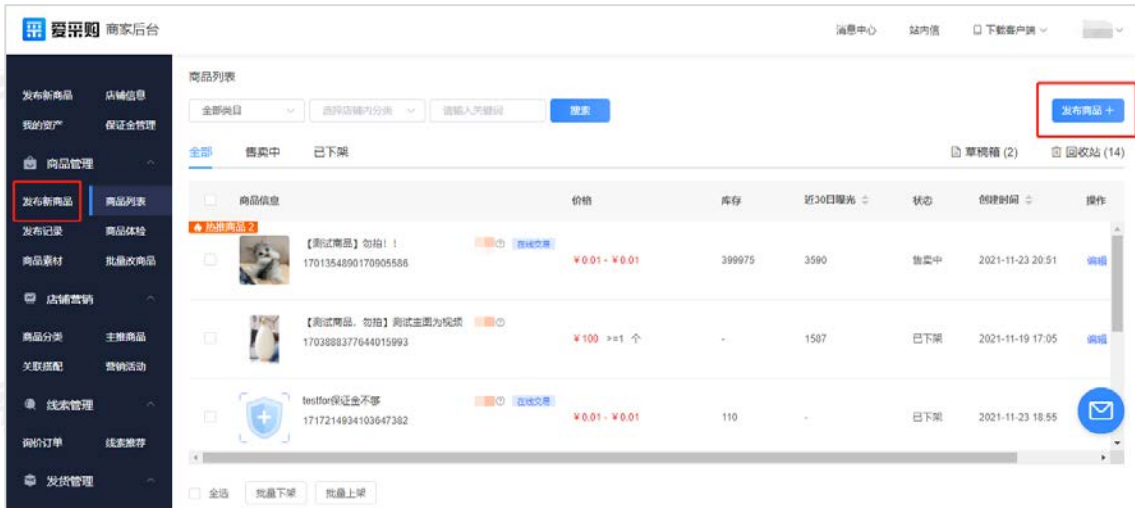 爱采购 商家后台
消息中心 站内信 下载客户端
发布新商品 店铺信息
我的资产 保证金管理
商品管理
发布新商品 商品列表
发布记录 商品体检
商品素材 批量改商品
店铺营销
商品分类 主推商品
关联搭配 营销活动
线索管理
询价订单 线索推荐
发货管理
商品列表
全部类目 选择店铺内分类 请输入关键词 搜索 发布商品 +
全部 售卖中 已下架 草稿箱 (2) 回收站 (14)
商品信息 价格 库存 近30日曝光 状态 创建时间 操作
热推商品 2
【测试商品】勿拍！！ 在线交易
1701354890170905586 ￥0.01 - ￥0.01 399975 3590 售卖中 2021-11-23 20:51 编辑
【测试商品，勿拍】测试主图为视频
1703888377644015993 ￥100 >=1 个 - 1507 已下架 2021-11-19 17:05 编辑
testfor保证金不够 在线交易
1717214934103647382 ￥0.01 - ￥0.01 110 - 已下架 2021-11-23 18:55
全选 批量下架 批量上架